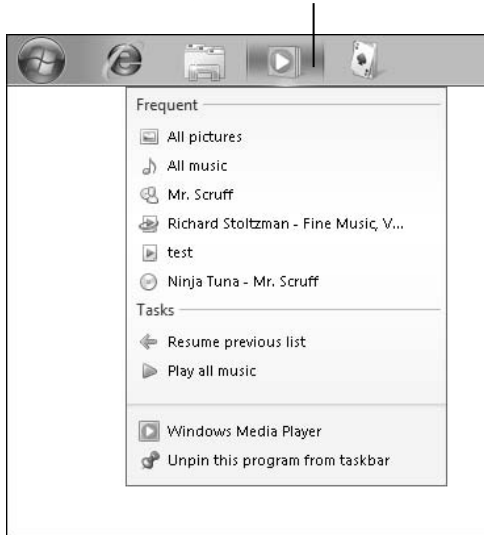 Frequent
All pictures
All music
Mr. Scruff
Richard Stoltzman - Fine Music, V...
test
Ninja Tuna - Mr. Scruff
Tasks
Resume previous list
Play all music
Windows Media Player
Unpin this program from taskbar